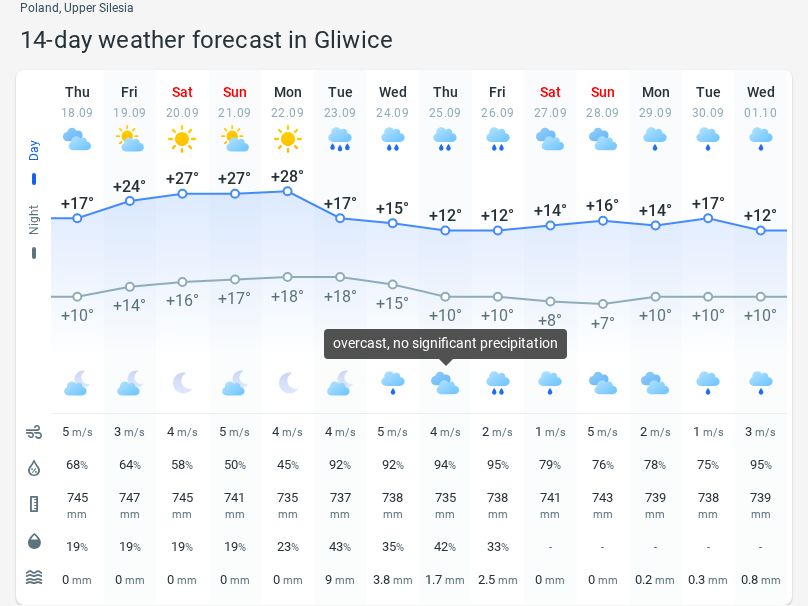 Poland, Upper Silesia
14-day weather forecast in Gliwice
Thu Fri Sat Sun Mon Tue Wed Thu Fri Sat Sun Mon Tue Wed
18.09 19.09 20.09 21.09 22.09 23.09 24.09 25.09 26.09 27.09 28.09 29.09 30.09 01.10
Day
Night
+17° +24° +27° +27° +28° +17° +15° +12° +12° +14° +16° +14° +17° +12°
+10° +14° +16° +17° +18° +18° +15° +10° +10° +8° +7° +10° +10° +10°
overcast, no significant precipitation
5 m/s 3 m/s 4 m/s 5 m/s 4 m/s 4 m/s 5 m/s 4 m/s 2 m/s 1 m/s 5 m/s 2 m/s 1 m/s 3 m/s
68% 64% 58% 50% 45% 92% 92% 94% 95% 79% 76% 78% 75% 95%
745 747 745 741 735 737 738 735 738 741 743 739 738 739
mm mm mm mm mm mm mm mm mm mm mm mm mm mm
19% 19% 19% 19% 23% 43% 35% 42% 33% - - - - -
0 mm 0 mm 0 mm 0 mm 0 mm 9 mm 3.8 mm 1.7 mm 2.5 mm 0 mm 0 mm 0.2 mm 0.3 mm 0.8 mm